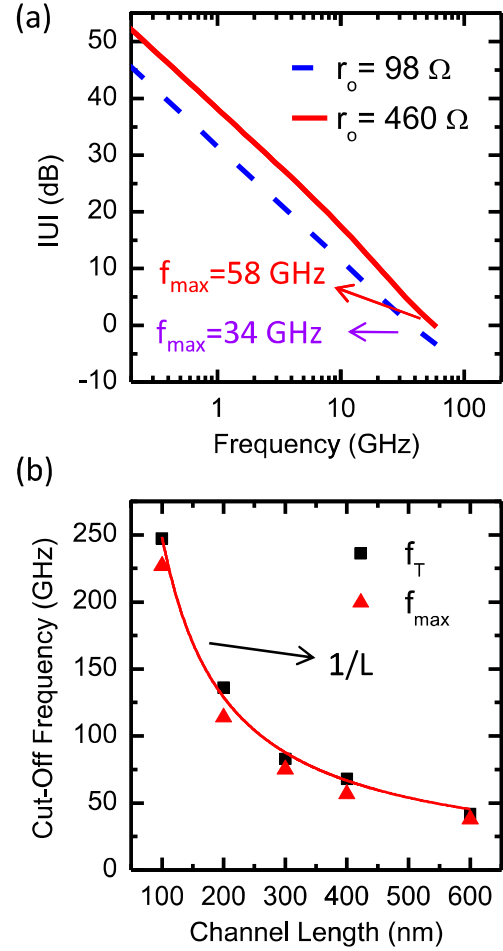 (a)
50
40
30
20
10
0
-10
IUI (dB)
r_o= 98 Ω
r_o= 460 Ω
f_max=58 GHz
f_max=34 GHz
1
10
100
Frequency (GHz)
(b)
250
200
150
100
50
0
Cut-Off Frequency (GHz)
f_T
f_max
1/L
100 200 300 400 500 600
Channel Length (nm)